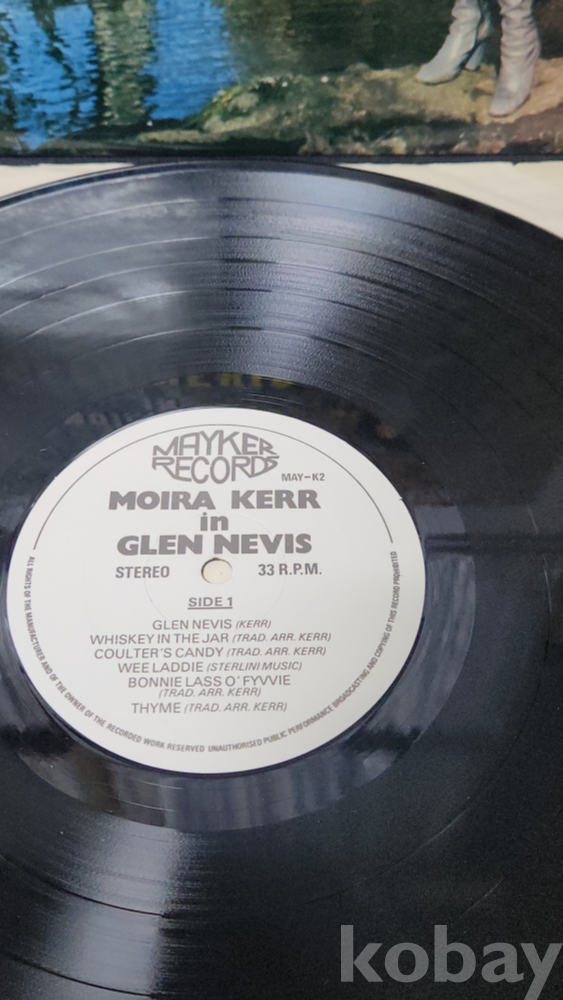 MAYKER
RECORDS
MAY-K2
MOIRA KERR
in
GLEN NEVIS
STEREO 33 R.P.M.
SIDE 1
GLEN NEVIS (KERR)
WHISKEY IN THE JAR (TRAD. ARR. KERR)
COULTER'S CANDY (TRAD. ARR. KERR)
WEE LADDIE (STERLINI MUSIC)
BONNIE LASS O'FYVVIE
(TRAD. ARR. KERR)
THYME (TRAD. ARR. KERR)
ALL RIGHTS OF THE MANUFACTURER AND OF THE OWNER OF THE RECORDED WORK RESERVED UNAUTHORISED PUBLIC PERFORMANCE BROADCASTING AND COPYING OF THIS RECORD PROHIBITED
kobay